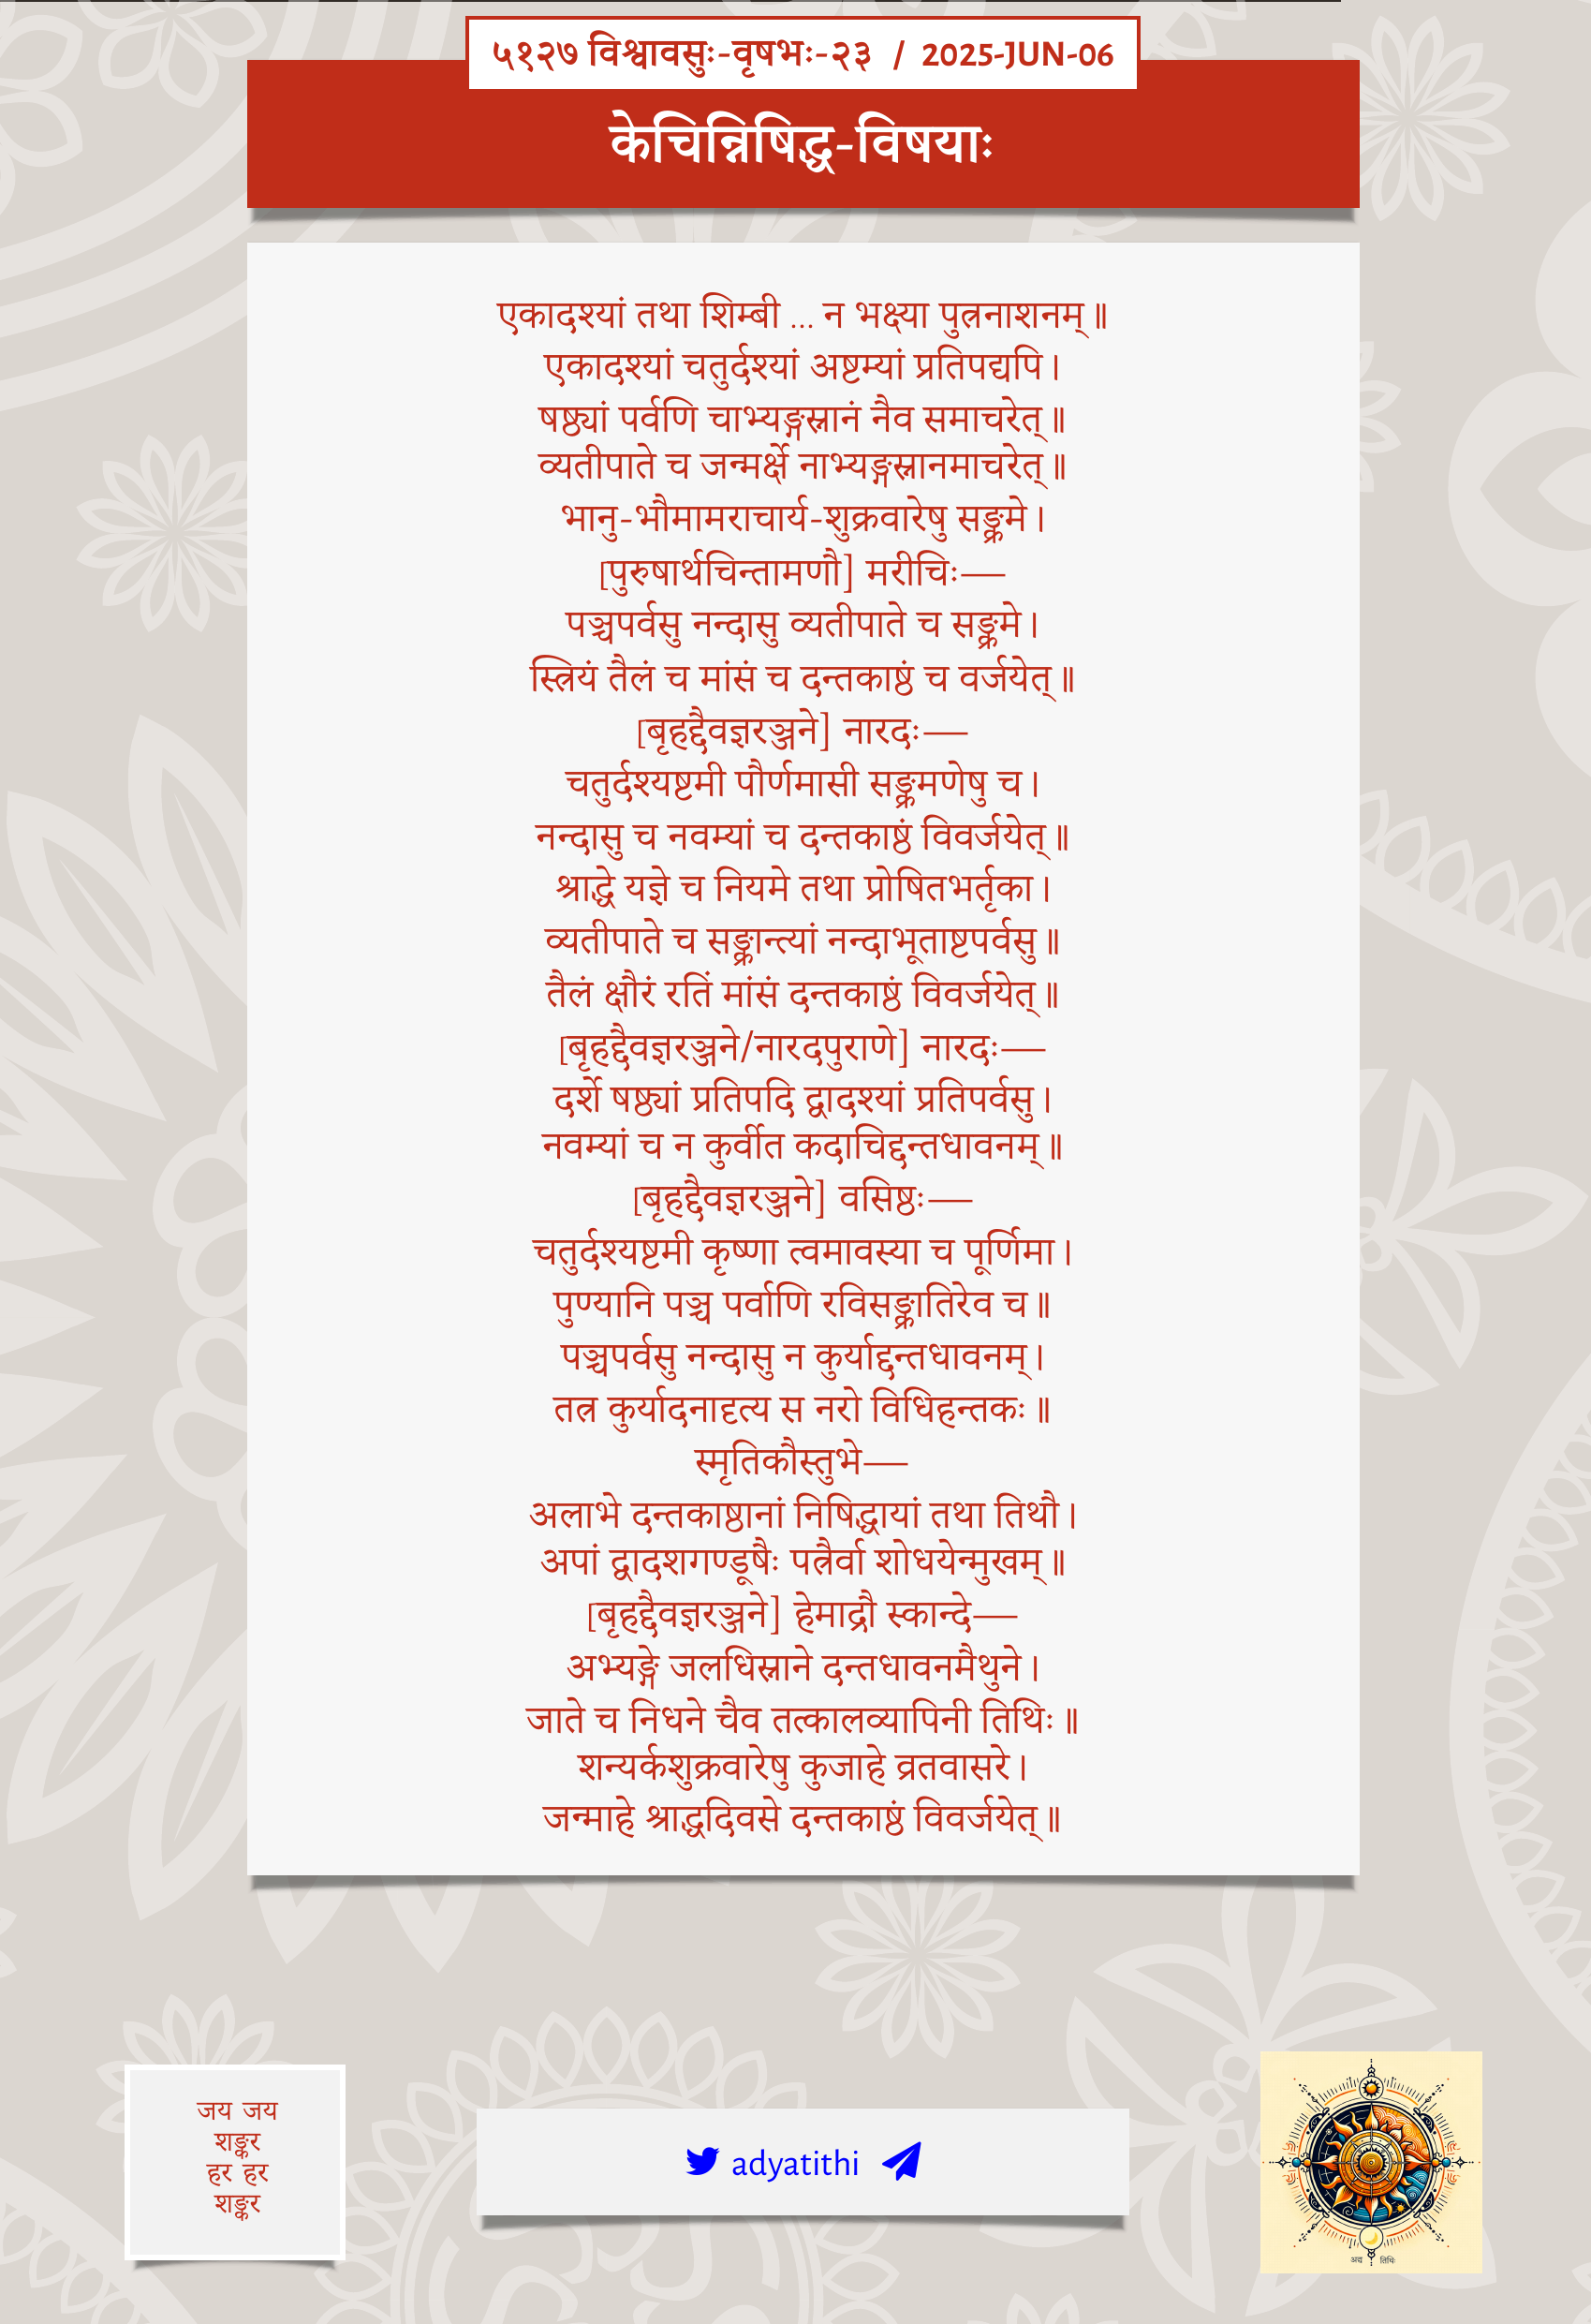 ५१२७ विश्वावसुः-वृषभः-२३ / 2025-JUN-06
केचिन्निषिद्ध-विषयाः
एकादश्यां तथा शिम्बी … न भक्ष्या पुत्रनाशनम्॥
एकादश्यां चतुर्दश्यां अष्टम्यां प्रतिपद्यपि।
षष्ठ्यां पर्वणि चाभ्यङ्गस्नानं नैव समाचरेत्॥
व्यतीपाते च जन्मर्क्षे नाभ्यङ्गस्नानमाचरेत्॥
भानु-भौमामराचार्य-शुक्रवारेषु सङ्क्रमे।
[पुरुषार्थचिन्तामणौ] मरीचिः—
पञ्चपर्वसु नन्दासु व्यतीपाते च सङ्क्रमे।
स्त्रियं तैलं च मांसं च दन्तकाष्ठं च वर्जयेत्॥
[बृहद्दैवज्ञरञ्जने] नारदः—
चतुर्दश्यष्टमी पौर्णमासी सङ्क्रमणेषु च।
नन्दासु च नवम्यां च दन्तकाष्ठं विवर्जयेत्॥
श्राद्धे यज्ञे च नियमे तथा प्रोषितभर्तृका।
व्यतीपाते च सङ्क्रान्त्यां नन्दाभूताष्टपर्वसु॥
तैलं क्षौरं रतिं मांसं दन्तकाष्ठं विवर्जयेत्॥
[बृहद्दैवज्ञरञ्जने/नारदपुराणे] नारदः—
दर्शे षष्ठ्यां प्रतिपदि द्वादश्यां प्रतिपर्वसु।
नवम्यां च न कुर्वीत कदाचिद्दन्तधावनम्॥
[बृहद्दैवज्ञरञ्जने] वसिष्ठः—
चतुर्दश्यष्टमी कृष्णा त्वमावस्या च पूर्णिमा।
पुण्यानि पञ्च पर्वाणि रविसङ्क्रातिरेव च॥
पञ्चपर्वसु नन्दासु न कुर्याद्दन्तधावनम्।
तत्र कुर्यादनादृत्य स नरो विधिहन्तकः॥
स्मृतिकौस्तुभे—
अलाभे दन्तकाष्ठानां निषिद्धायां तथा तिथौ।
अपां द्वादशगण्डूषैः पत्रैर्वा शोधयेन्मुखम्॥
[बृहद्दैवज्ञरञ्जने] हेमाद्रौ स्कान्दे—
अभ्यङ्गे जलधिस्नाने दन्तधावनमैथुने।
जाते च निधने चैव तत्कालव्यापिनी तिथिः॥
शन्यर्कशुक्रवारेषु कुजाहे व्रतवासरे।
जन्माहे श्राद्धदिवसे दन्तकाष्ठं विवर्जयेत्॥
जय जय
शङ्कर
हर हर
शङ्कर
adyatithi
अद्य तिथिः